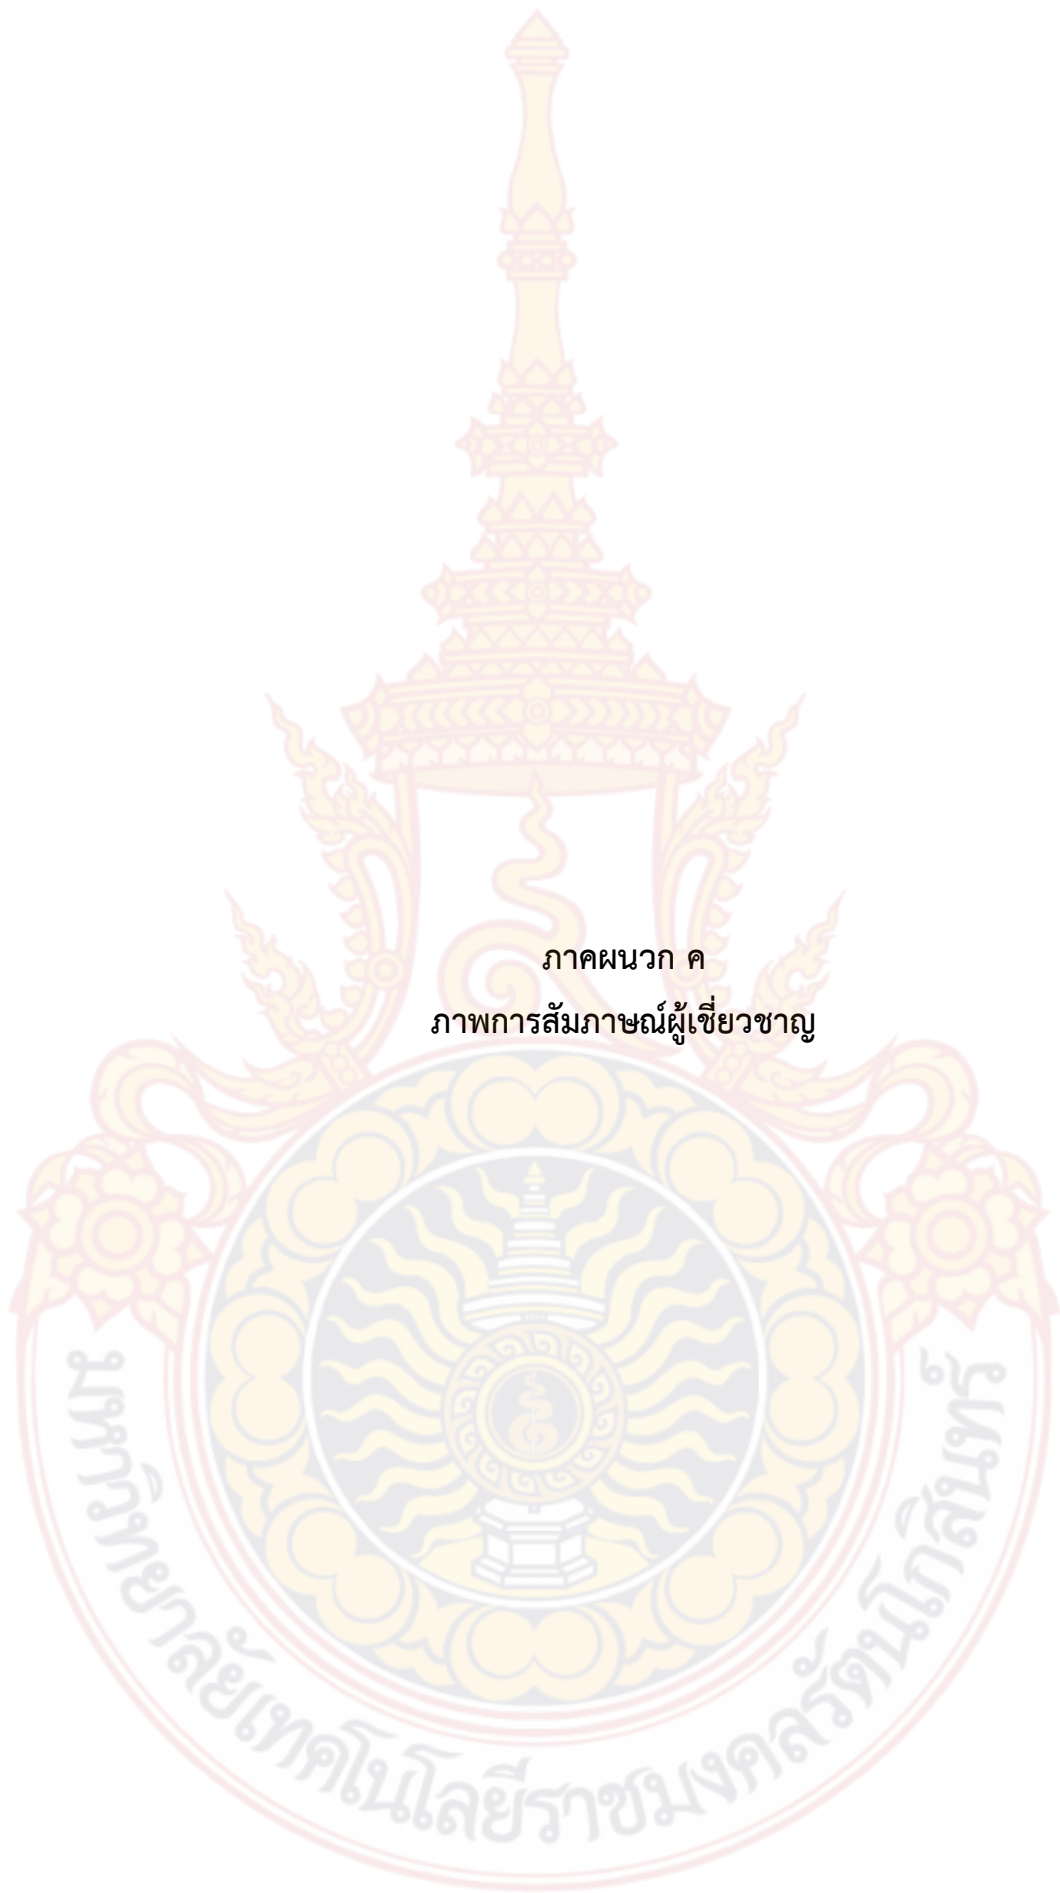 ภาคผนวก ค
ภาพการสัมภาษณ์ผู้เชี่ยวชาญ
มหาวิทยาลัยเทคโนโลยีราชมงคลรัตนโกสินทร์